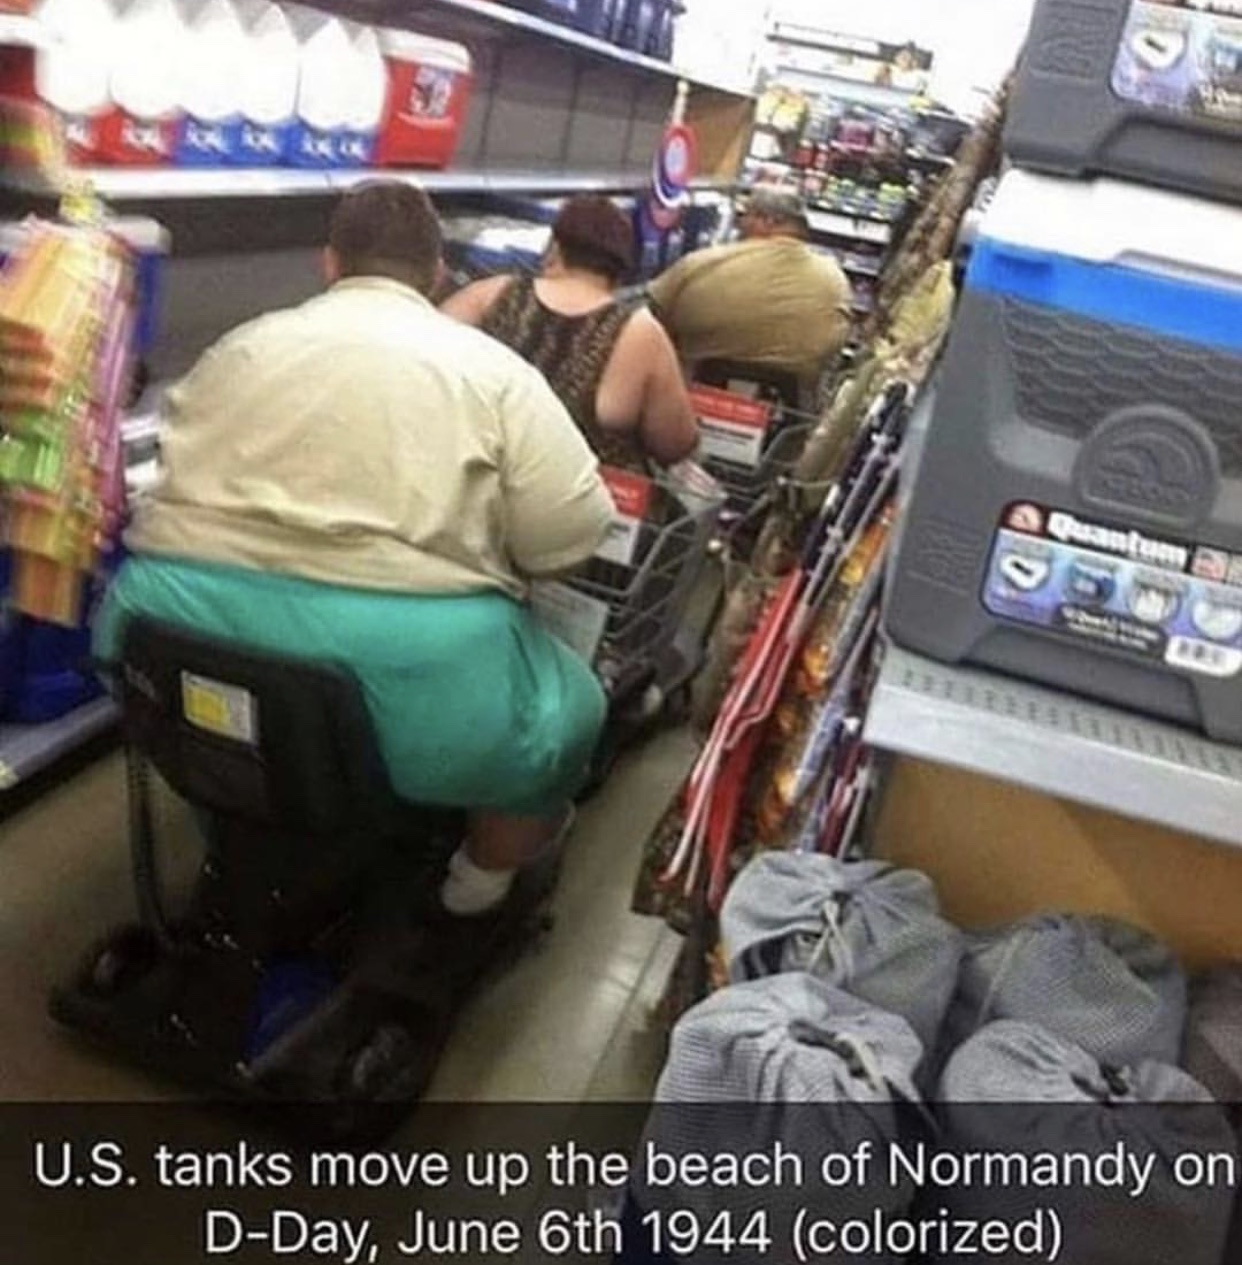 Quantum
U.S. tanks move up the beach of Normandy on
D-Day, June 6th 1944 (colorized)